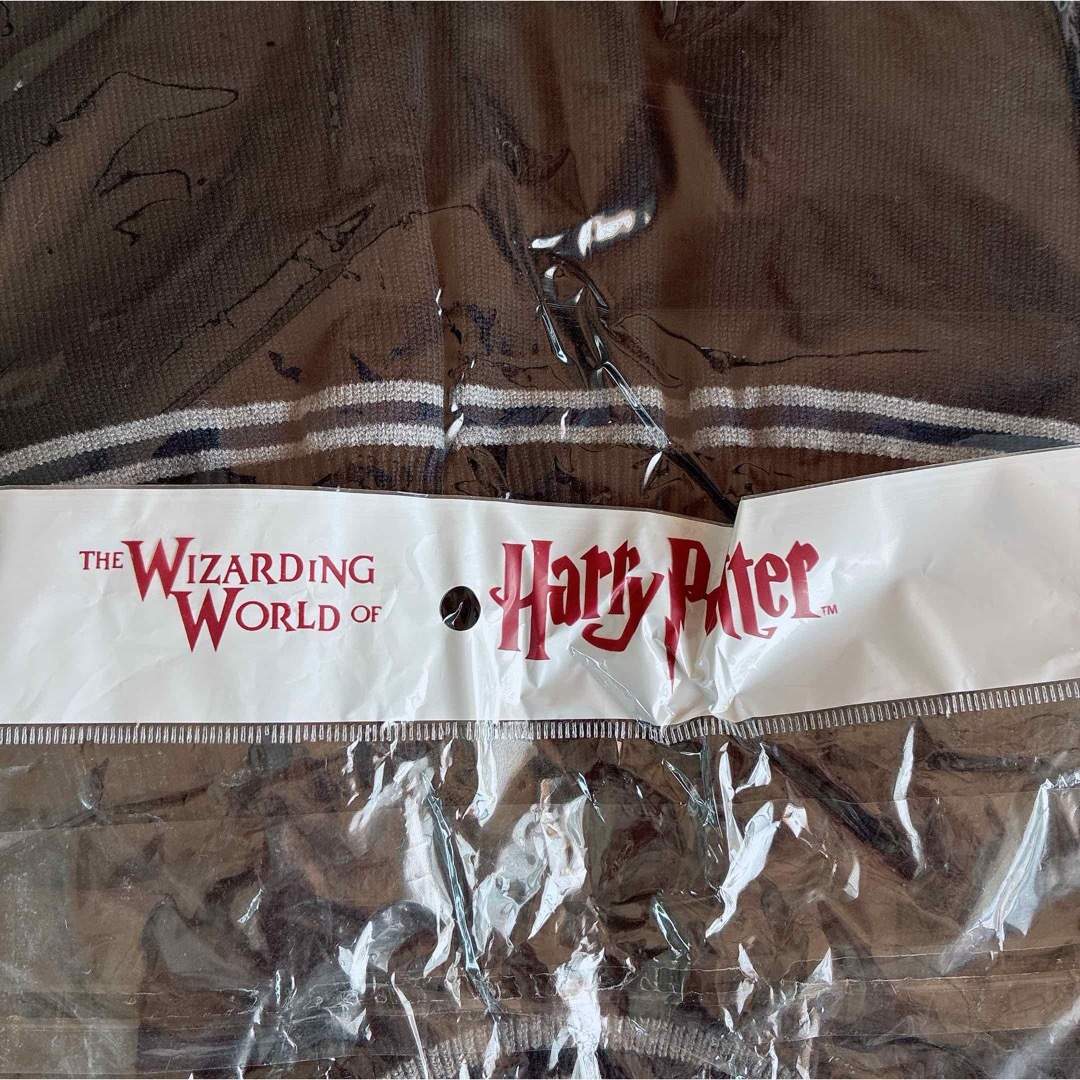 THE WIZARDING
WORLD OF
Harry Potter™